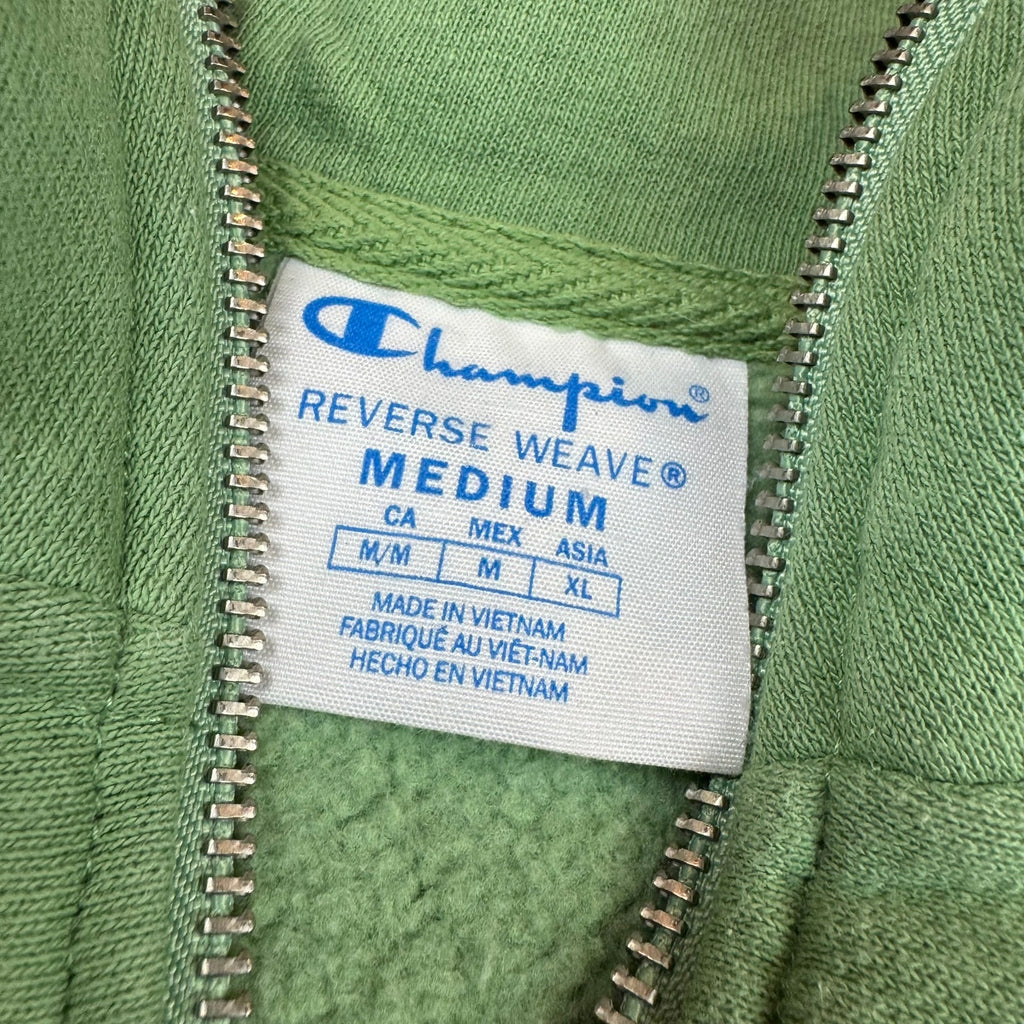 Champion®
REVERSE WEAVE®
MEDIUM
CA MEX ASIA
M/M M XL
MADE IN VIETNAM
FABRIQUÉ AU VIÊT-NAM
HECHO EN VIETNAM